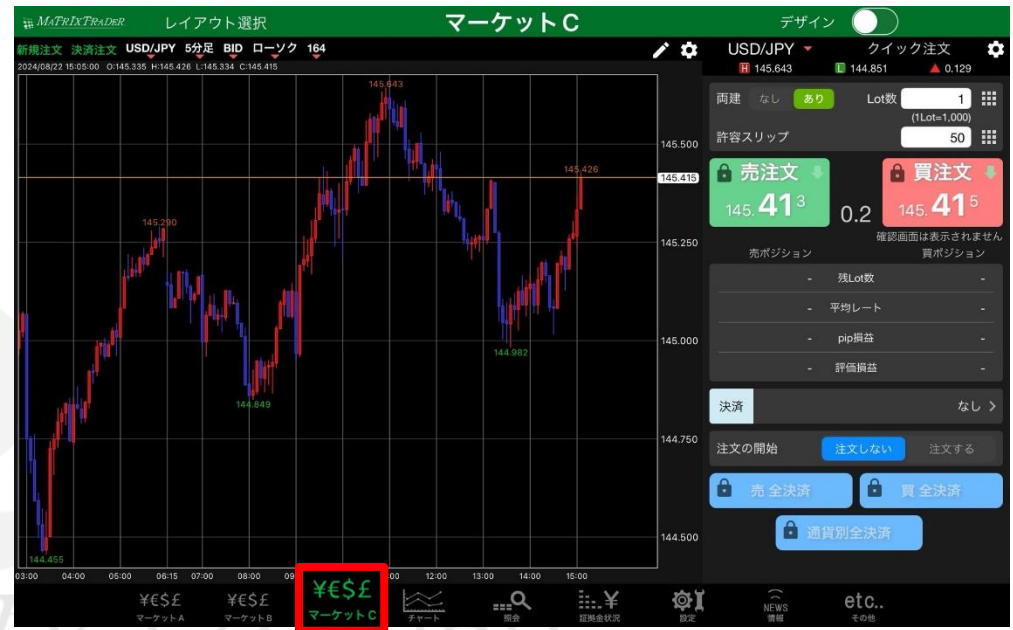 MATRIXTRADER レイアウト選択 マーケットC デザイン
新規注文 決済注文 USD/JPY 5分足 BID ローソク 164
2024/08/22 15:05:00 O:145.335 H:145.426 L:145.334 C:145.415
USD/JPY クイック注文
H 145.643 L 144.851 0.129
両建 なし あり Lot数 1
(1Lot=1,000)
許容スリップ 50
売注文 買注文
145.413 0.2 145.415
確認画面は表示されません
売ポジション 買ポジション
- 残Lot数 -
- 平均レート -
- pip損益 -
- 評価損益 -
決済 なし
注文の開始 注文しない 注文する
売 全決済 買 全決済
通貨別全決済
145.643
145.500
145.426
145.415
145.290
145.250
145.000
144.982
144.849
144.750
144.500
144.455
03:00 04:00 05:00 06:15 07:00 08:00 09 00 12:00 13:00 14:00 15:00
¥€$£ ¥€$£ ¥€$£ ¥ NEWS etc..
マーケットA マーケットB マーケットC チャート 照会 証拠金状況 設定 情報 その他